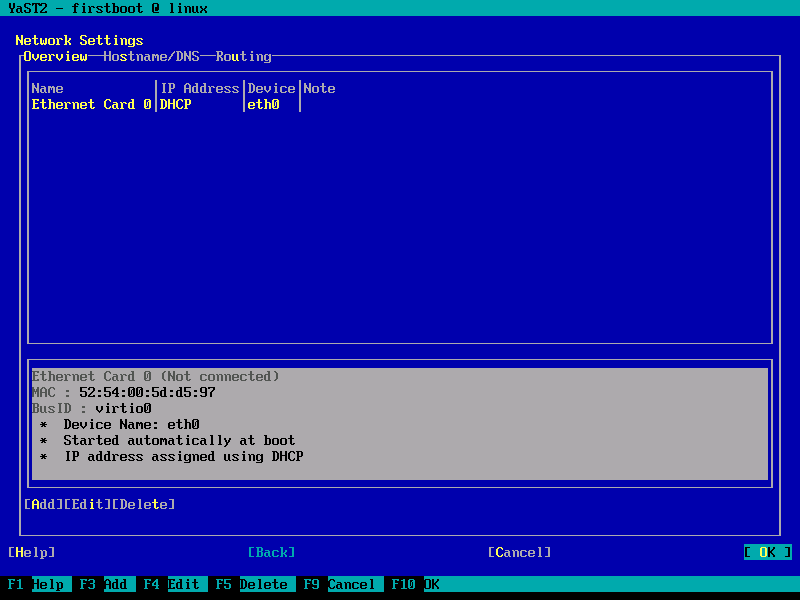 YaST2 - firstboot @ linux
Network Settings
Overview Hostname/DNS Routing
Name IP Address Device Note
Ethernet Card 0 DHCP eth0
Ethernet Card 0 (Not connected)
MAC : 52:54:00:5d:d5:97
BusID : virtio0
* Device Name: eth0
* Started automatically at boot
* IP address assigned using DHCP
[Add][Edit][Delete]
[Help] [Back] [Cancel] [ OK ]
F1 Help F3 Add F4 Edit F5 Delete F9 Cancel F10 OK